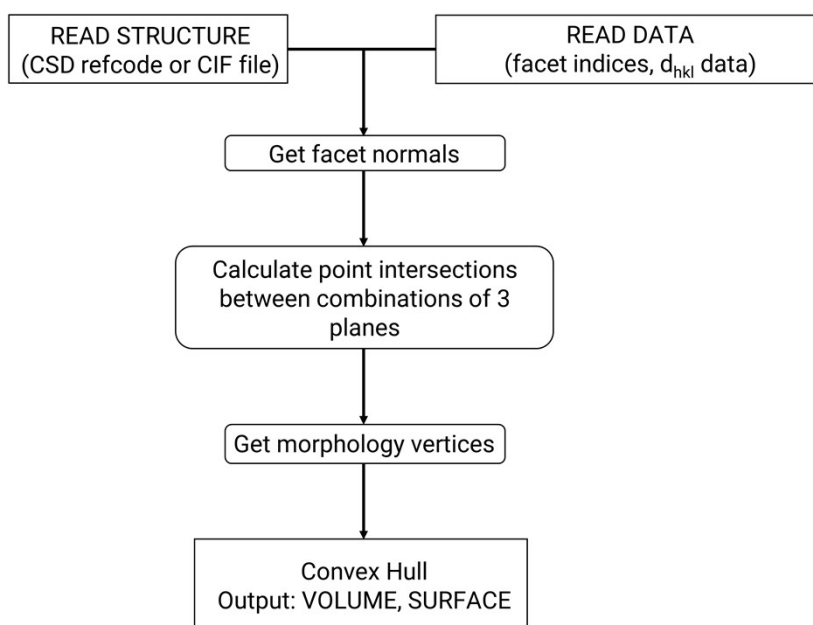 READ STRUCTURE
(CSD refcode or CIF file)
READ DATA
(facet indices, dhkl data)
Get facet normals
Calculate point intersections
between combinations of 3
planes
Get morphology vertices
Convex Hull
Output: VOLUME, SURFACE